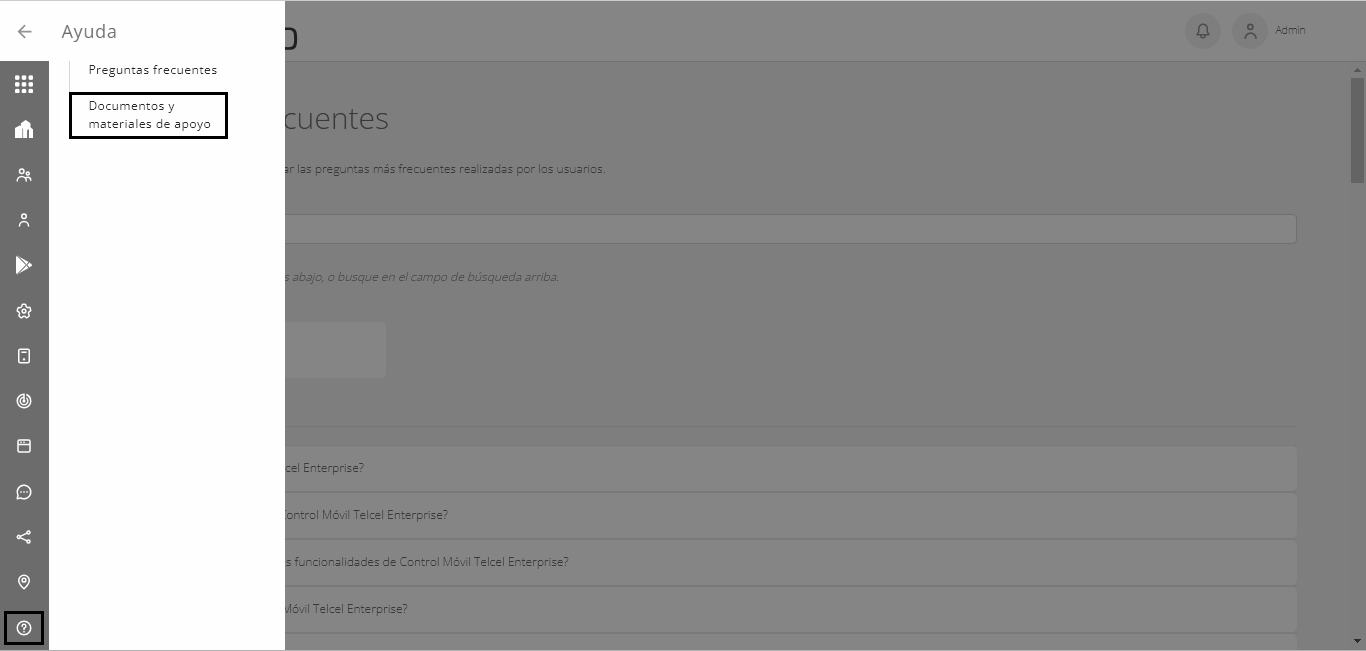 Ayuda
Admin
Preguntas frecuentes
Documentos y
materiales de apoyo
cuentes
las preguntas más frecuentes realizadas por los usuarios.
abajo, o busque en el campo de búsqueda arriba.
Enterprise?
Control Móvil Telcel Enterprise?
funcionalidades de Control Móvil Telcel Enterprise?
Móvil Telcel Enterprise?